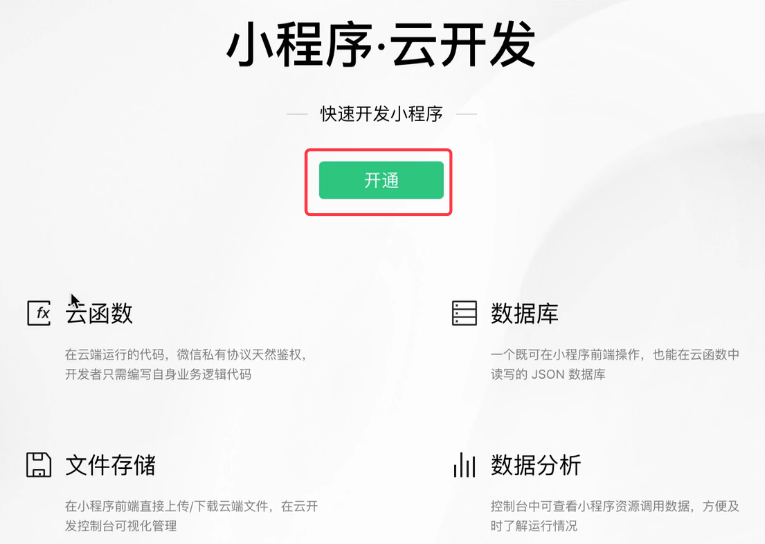 小程序·云开发
快速开发小程序
开通
fx 云函数
在云端运行的代码，微信私有协议天然鉴权，
开发者只需编写自身业务逻辑代码
数据库
一个既可在小程序前端操作，也能在云函数中
读写的 JSON 数据库
文件存储
在小程序前端直接上传/下载云端文件，在云开
发控制台可视化管理
数据分析
控制台中可查看小程序资源调用数据，方便及
时了解运行情况